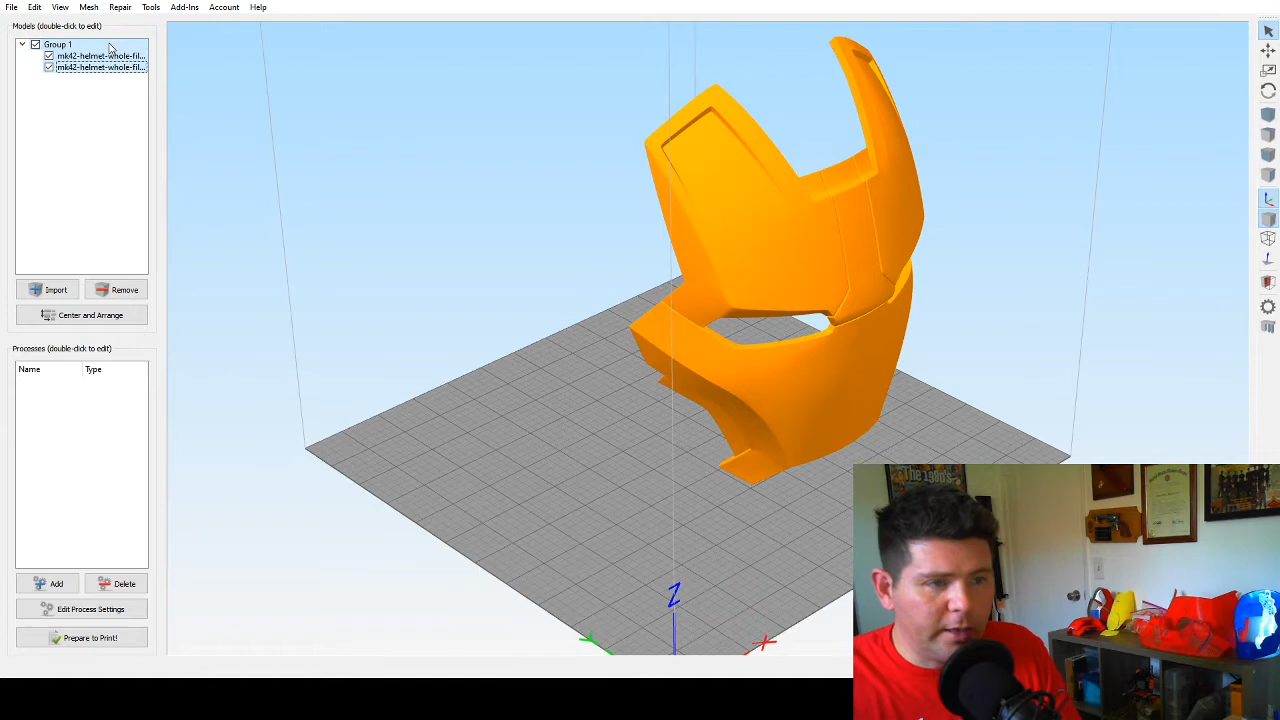 File Edit View Mesh Repair Tools Add-Ins Account Help
Models (double-click to edit)
Group 1
mk42-helmet-whole-fil...
mk42-helmet-whole-fil...
Import Remove
Center and Arrange
Processes (double-click to edit)
Name Type
Add Delete
Edit Process Settings
Prepare to Print!
Z
The 1980's